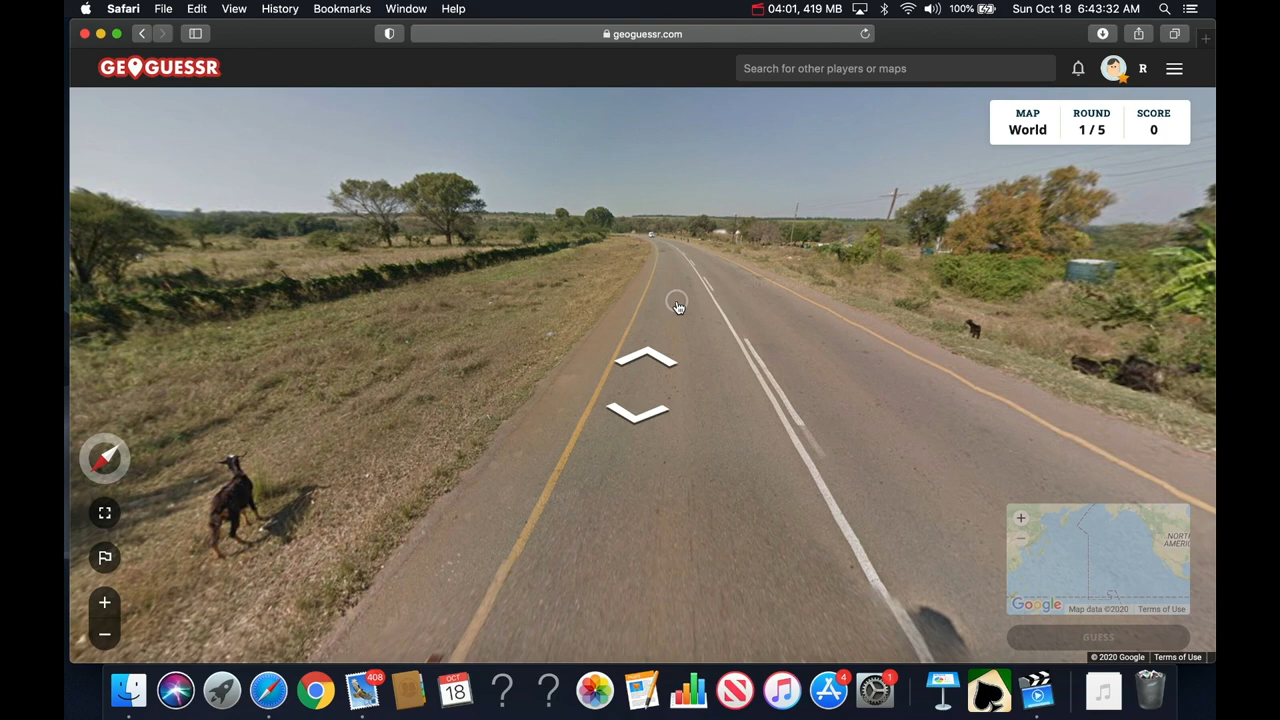 Safari File Edit View History Bookmarks Window Help 04:01, 419 MB 100% Sun Oct 18 6:43:32 AM
geoguessr.com
GEOGUESSR Search for other players or maps R
MAP ROUND SCORE
World 1 / 5 0
NORTH
AMERIC
Google Map data ©2020 Terms of Use
GUESS
© 2020 Google Terms of Use
408 OCT 4 1
18